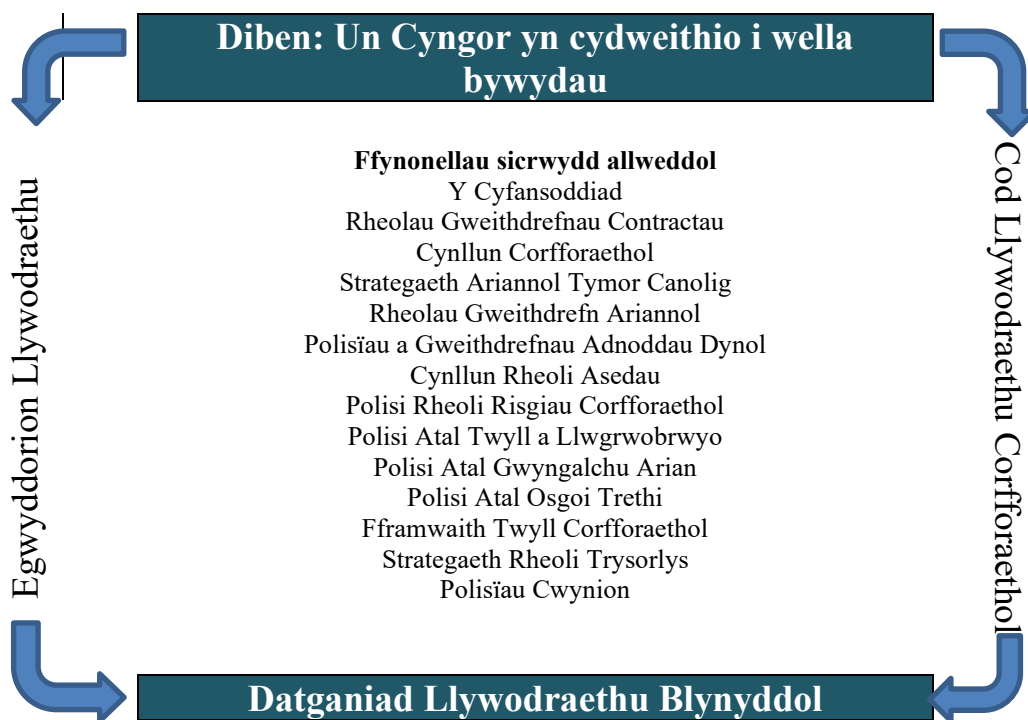 Diben: Un Cyngor yn cydweithio i wella
bywydau
Egwyddorion Llywodraethu
Ffynonellau sicrwydd allweddol
Y Cyfansoddiad
Rheolau Gweithdrefnau Contractau
Cynllun Corfforaethol
Strategaeth Ariannol Tymor Canolig
Rheolau Gweithdrefn Ariannol
Polisïau a Gweithdrefnau Adnoddau Dynol
Cynllun Rheoli Asedau
Polisi Rheoli Risgiau Corfforaethol
Polisi Atal Twyll a Llwgrwobrwyo
Polisi Atal Gwyngalchu Arian
Polisi Atal Osgoi Trethi
Fframwaith Twyll Corfforaethol
Strategaeth Rheoli Trysorlys
Polisïau Cwynion
Cod Llywodraethu Corfforaethol
Datganiad Llywodraethu Blynyddol